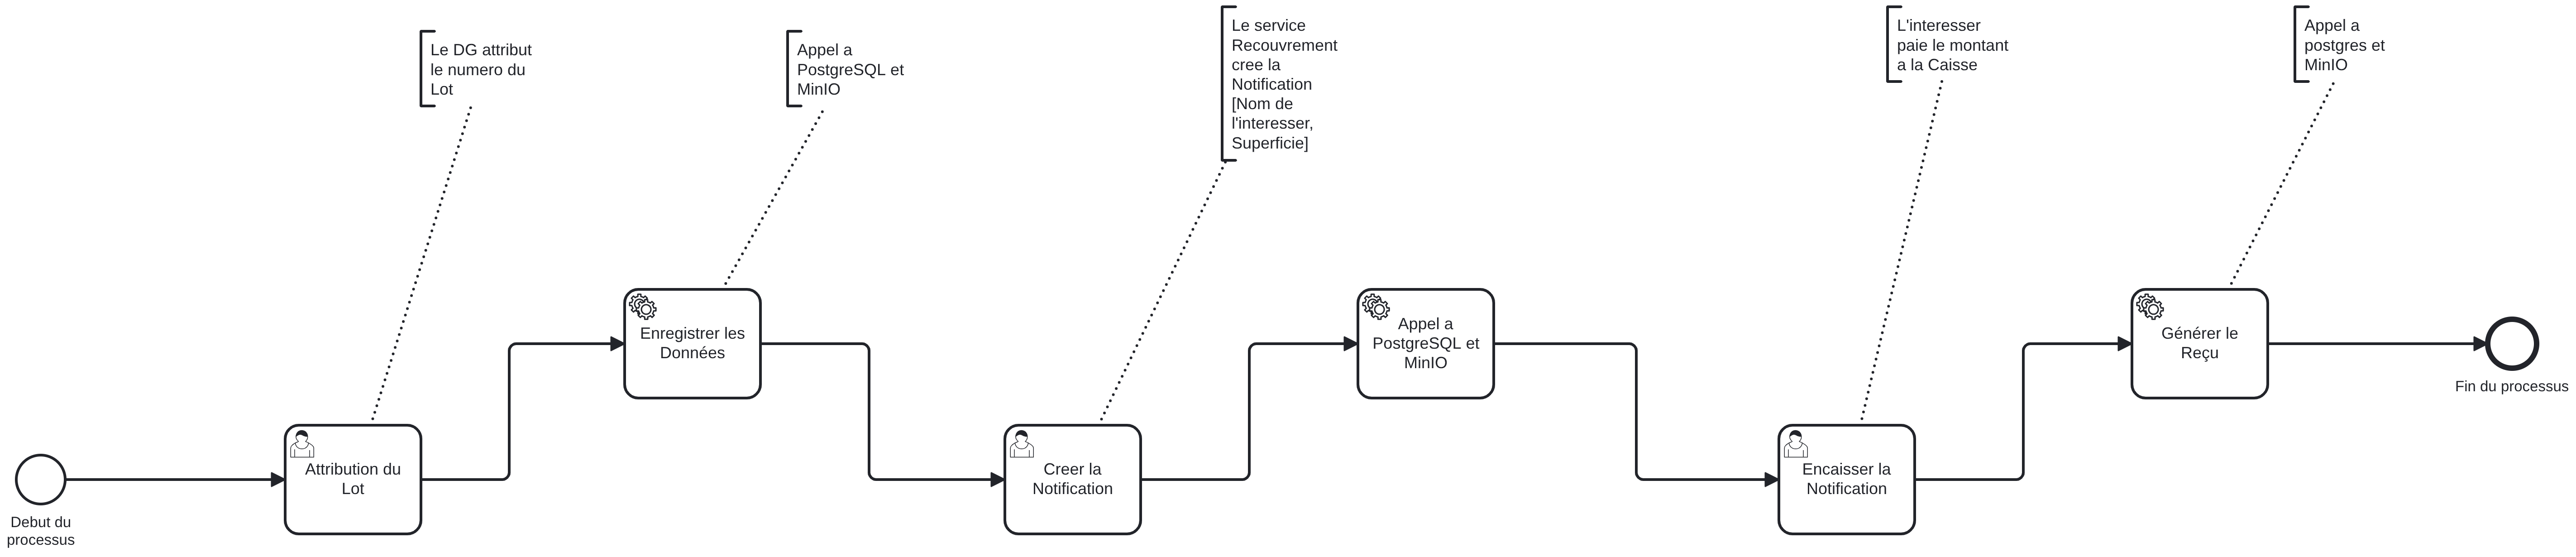 Le DG attribut
le numero du
Lot
Appel a
PostgreSQL et
MinIO
Le service
Recouvrement
cree la
Notification
[Nom de
l'interesser,
Superficie]
L'interesser
paie le montant
a la Caisse
Appel a
postgres et
MinIO
Debut du
processus
Attribution du
Lot
Enregistrer les
Données
Creer la
Notification
Appel a
PostgreSQL et
MinIO
Encaisser la
Notification
Générer le
Reçu
Fin du processus